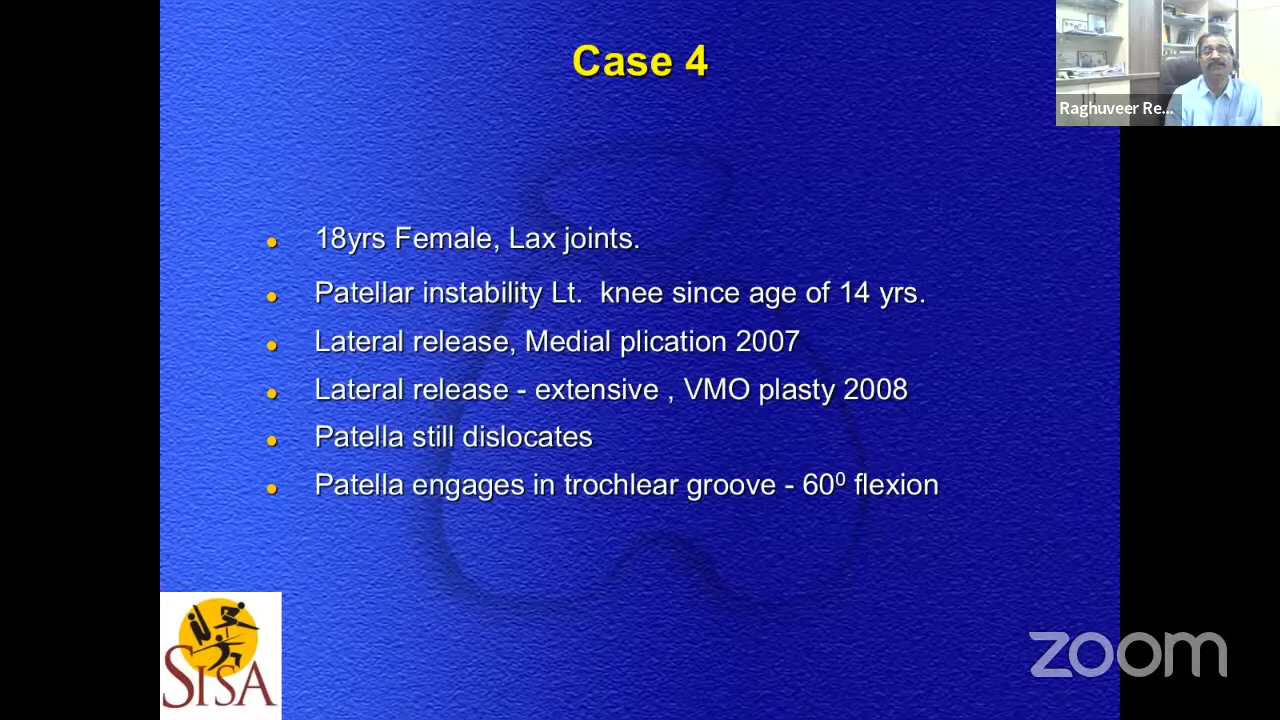 Case 4
Raghuveer Re...
18yrs Female, Lax joints.
Patellar instability Lt.  knee since age of 14 yrs.
Lateral release, Medial plication 2007
Lateral release - extensive , VMO plasty 2008
Patella still dislocates
Patella engages in trochlear groove - 60⁰ flexion
SISA
zoom